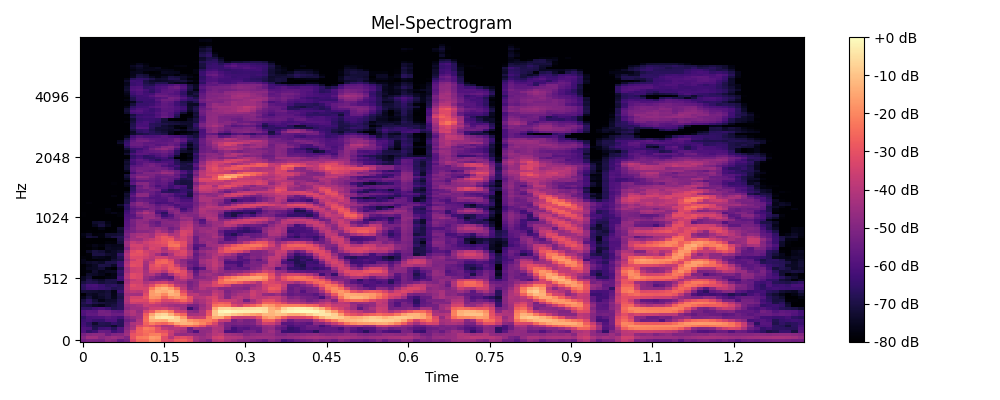 Mel-Spectrogram
+0 dB
-10 dB
-20 dB
-30 dB
-40 dB
-50 dB
-60 dB
-70 dB
-80 dB
Hz
4096
2048
1024
512
0
0 0.15 0.3 0.45 0.6 0.75 0.9 1.1 1.2
Time